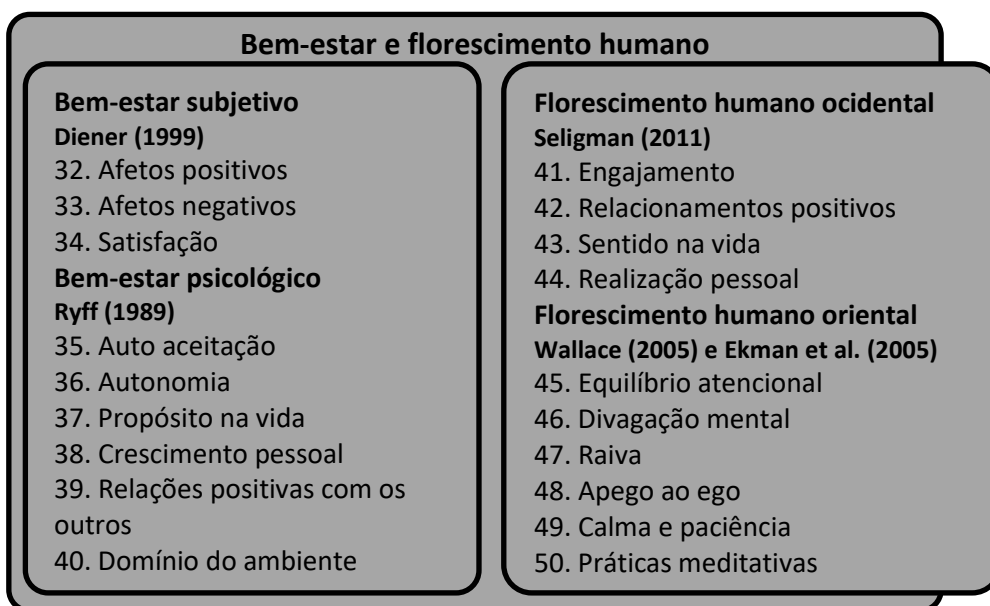 Bem-estar e florescimento humano
Bem-estar subjetivo
Diener (1999)
32. Afetos positivos
33. Afetos negativos
34. Satisfação
Bem-estar psicológico
Ryff (1989)
35. Auto aceitação
36. Autonomia
37. Propósito na vida
38. Crescimento pessoal
39. Relações positivas com os
outros
40. Domínio do ambiente
Florescimento humano ocidental
Seligman (2011)
41. Engajamento
42. Relacionamentos positivos
43. Sentido na vida
44. Realização pessoal
Florescimento humano oriental
Wallace (2005) e Ekman et al. (2005)
45. Equilíbrio atencional
46. Divagação mental
47. Raiva
48. Apego ao ego
49. Calma e paciência
50. Práticas meditativas